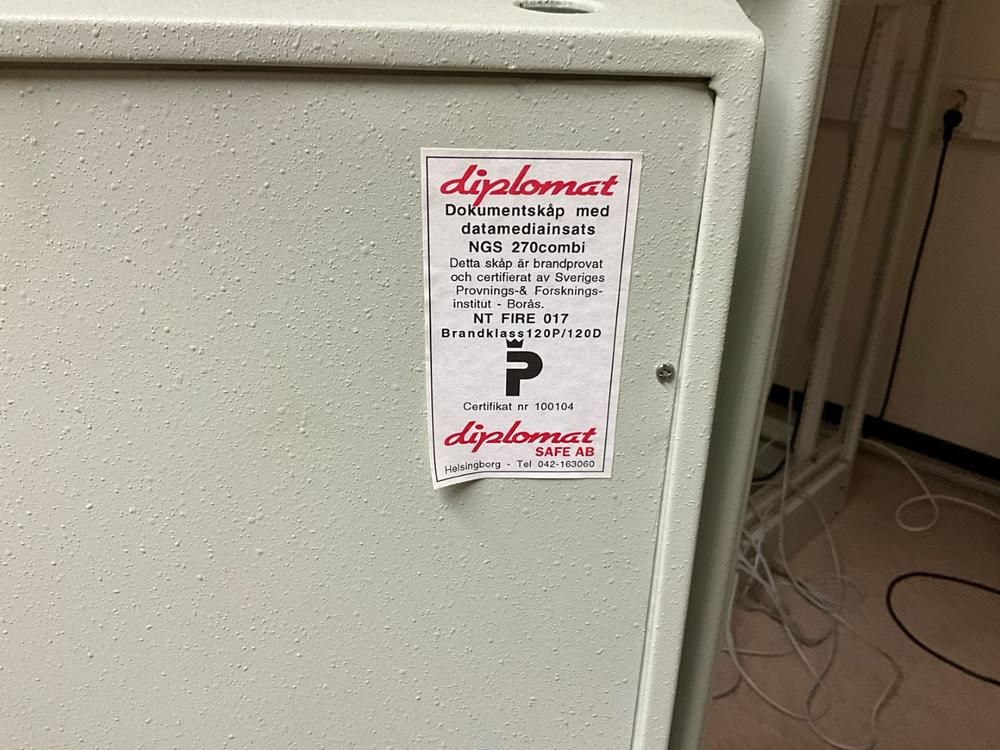 diplomat
Dokumentskåp med
datamediainsats
NGS 270combi
Detta skåp är brandprovat
och certifierat av Sveriges
Provnings-& Forsknings-
institut - Borås.
NT FIRE 017
Brandklass120P/120D
P
Certifikat nr 100104
diplomat
SAFE AB
Helsingborg - Tel 042-163060